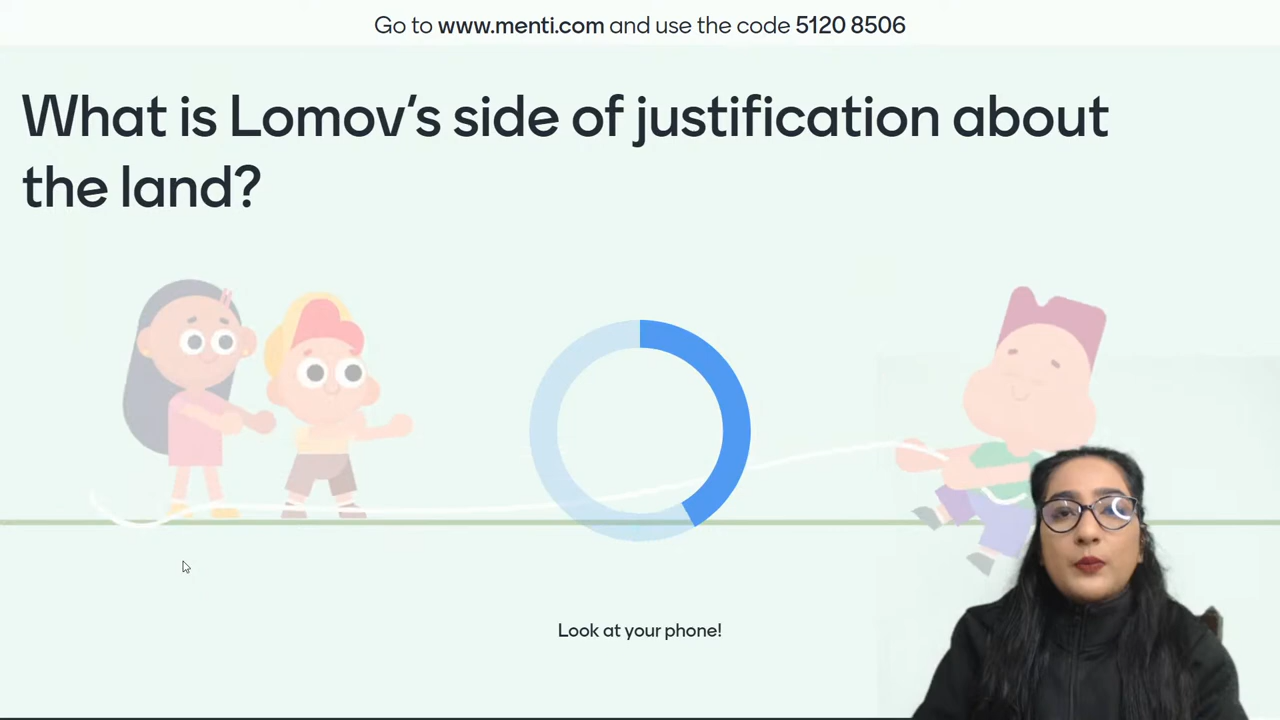 Go to www.menti.com and use the code 5120 8506
What is Lomov's side of justification about
the land?
Look at your phone!